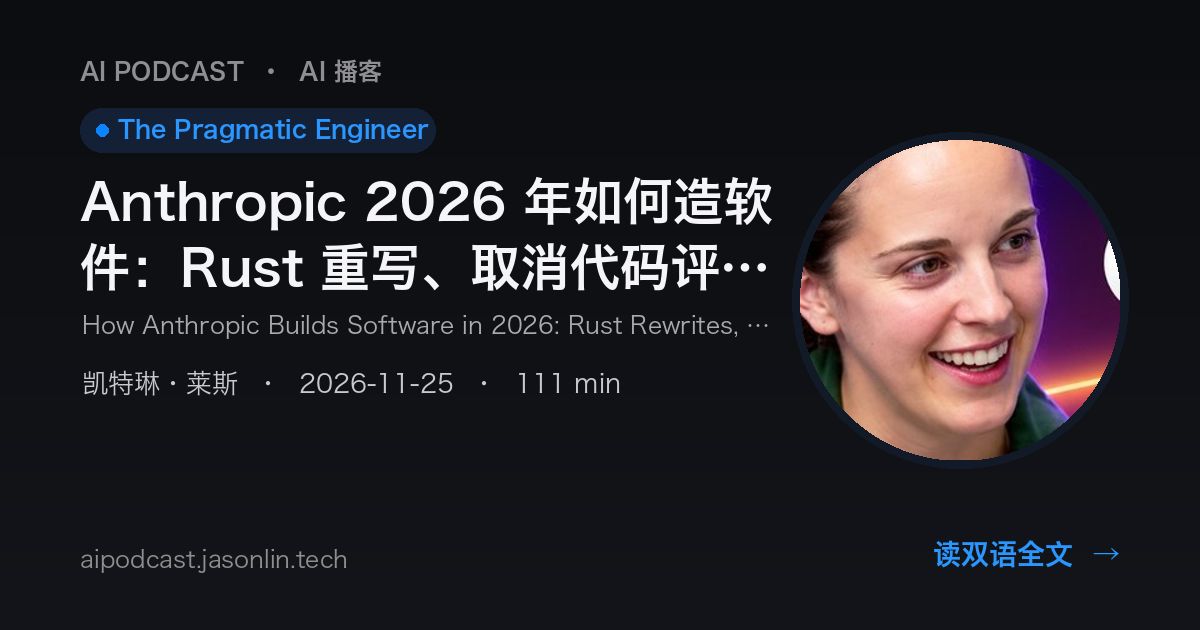 AI PODCAST · AI 播客
The Pragmatic Engineer
Anthropic 2026 年如何造软
件：Rust 重写、取消代码评…
How Anthropic Builds Software in 2026: Rust Rewrites, …
凯特琳·莱斯 · 2026-11-25 · 111 min
aipodcast.jasonlin.tech
读双语全文 →